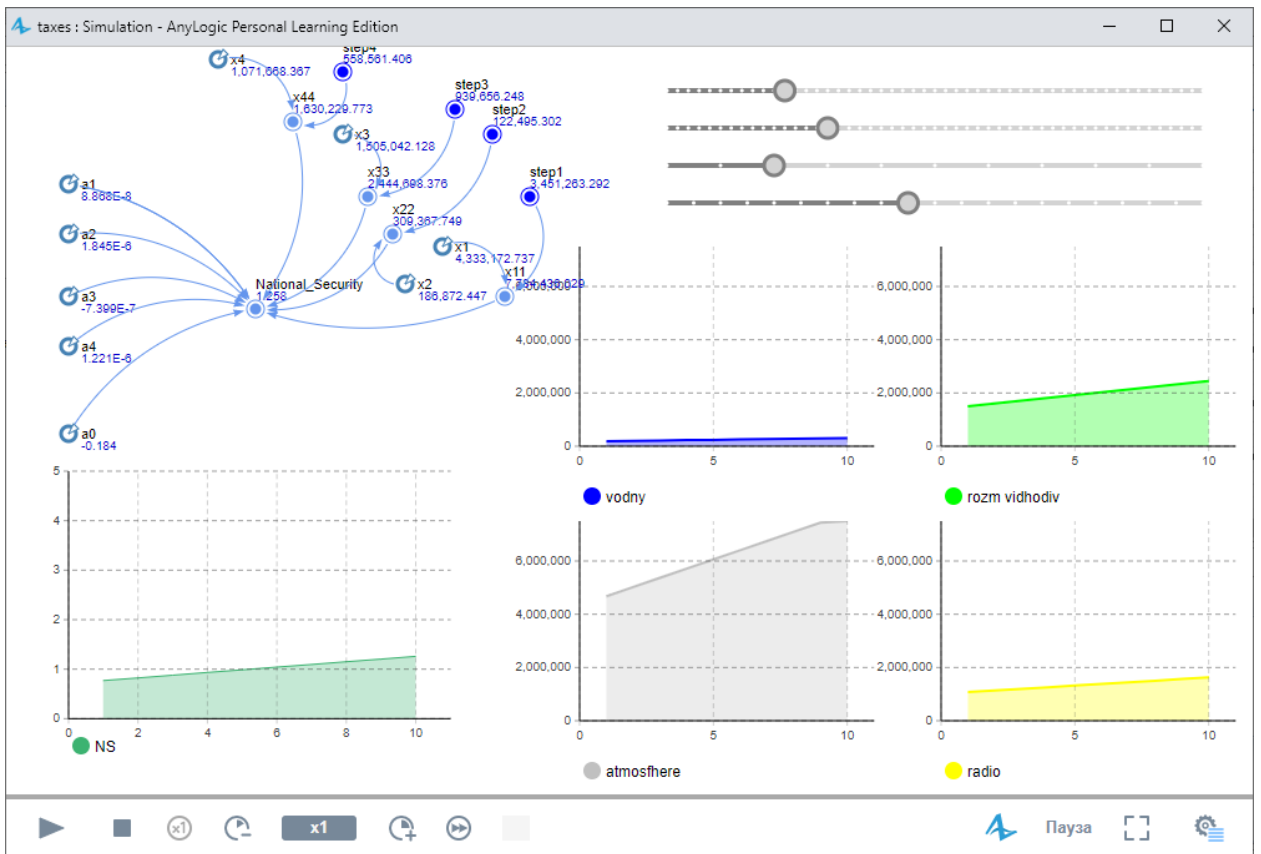 taxes : Simulation - AnyLogic Personal Learning Edition
x4
1,071,668.367
step4
558,561.406
x44
1,630,229.773
step3
939,656.248
step2
122,495.302
x3
1,505,042.128
x33
2,444,698.376
step1
3,451,263.292
a1
8.868E-8
x22
309,367.749
a2
1.845E-6
x1
4,333,172.737
x11
National_Security
1.258
x2
186,872.447
a3
-7.399E-7
a4
1.221E-6
a0
-0.184
5
4
3
2
1
0
0 2 4 6 8 10
NS
4,000,000
2,000,000
0
0 5 10
vodny
6,000,000
4,000,000
2,000,000
0
0 5 10
rozm vidhodiv
6,000,000
4,000,000
2,000,000
0
0 5 10
atmosfhere
6,000,000
4,000,000
2,000,000
0
0 5 10
radio
x1
x1
Пауза